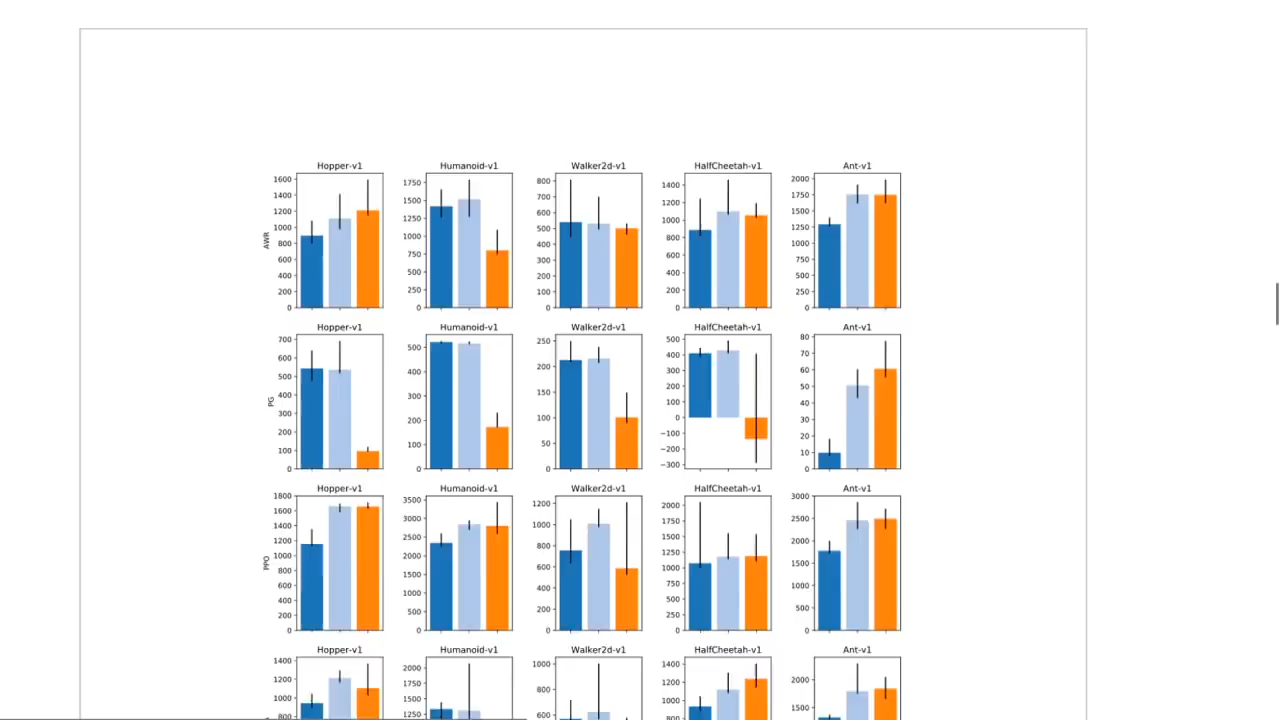 Hopper-v1 Humanoid-v1 Walker2d-v1 HalfCheetah-v1 Ant-v1
AWR
1600 1400 1200 1000 800 600 400 200 0
1750 1500 1250 1000 750 500 250 0
800 700 600 500 400 300 200 100 0
1400 1200 1000 800 600 400 200 0
2000 1750 1500 1250 1000 750 500 250 0
Hopper-v1 Humanoid-v1 Walker2d-v1 HalfCheetah-v1 Ant-v1
PG
700 600 500 400 300 200 100 0
500 400 300 200 100 0
250 200 150 100 50 0
500 400 300 200 100 0 −100 −200 −300
80 70 60 50 40 30 20 10 0
Hopper-v1 Humanoid-v1 Walker2d-v1 HalfCheetah-v1 Ant-v1
PPO
1800 1600 1400 1200 1000 800 600 400 200 0
3500 3000 2500 2000 1500 1000 500 0
1200 1000 800 600 400 200 0
2000 1750 1500 1250 1000 750 500 250 0
3000 2500 2000 1500 1000 500 0
Hopper-v1 Humanoid-v1 Walker2d-v1 HalfCheetah-v1 Ant-v1
1400 1200 1000 800
2000 1750 1500 1250
1000 800 600
1400 1200 1000 800
2000 1500